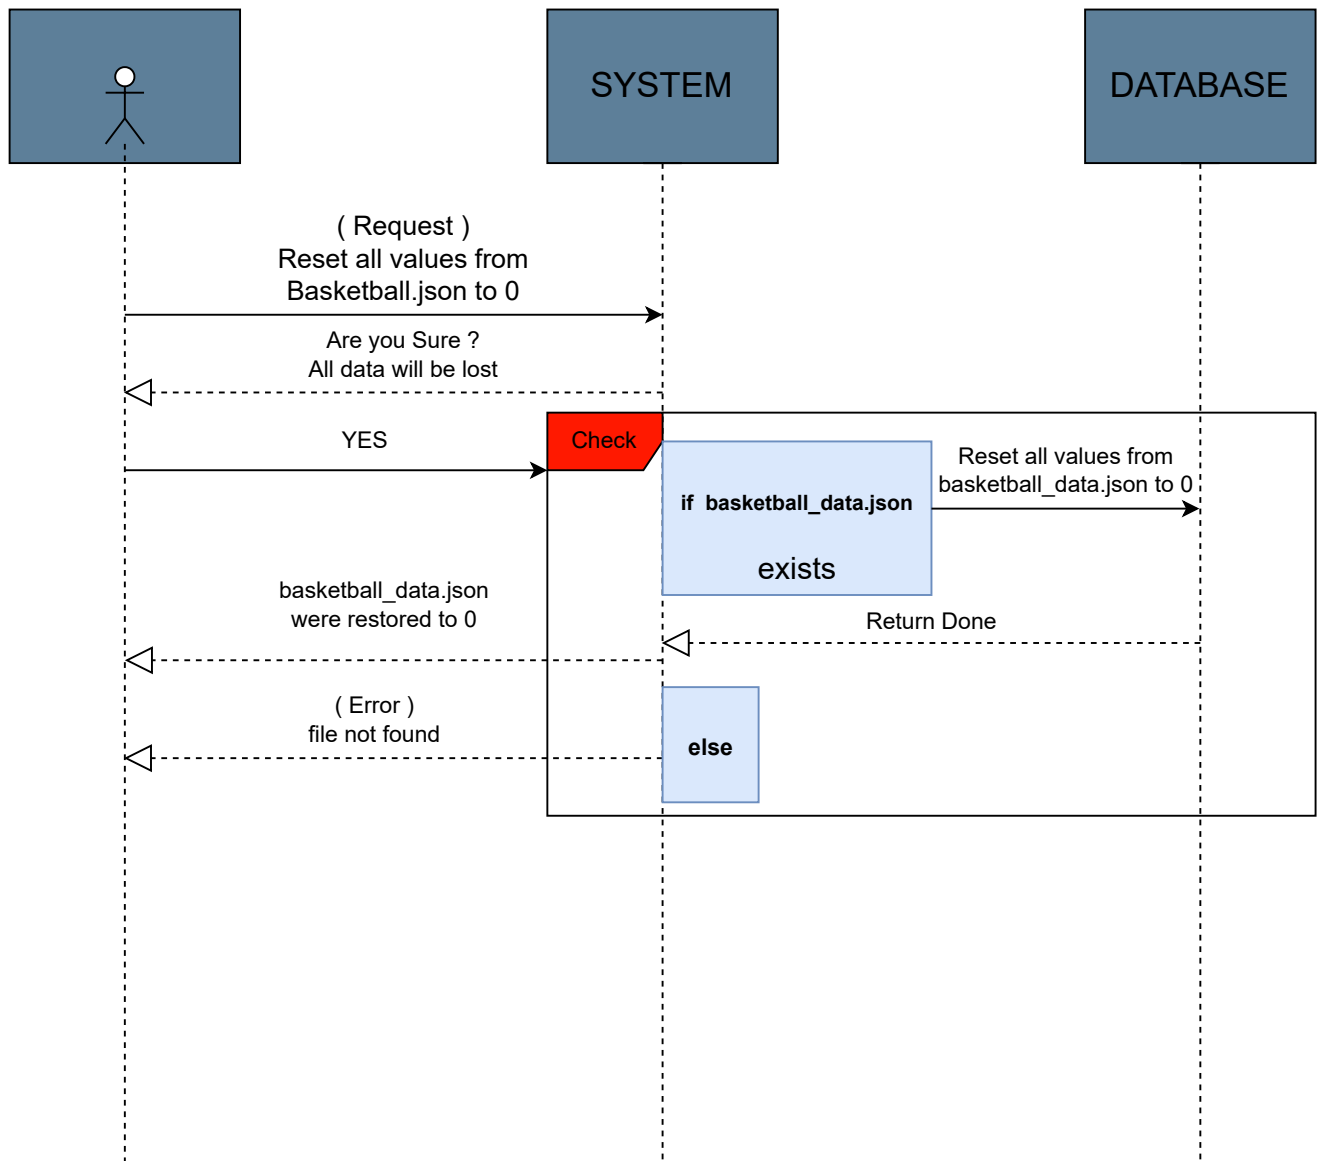 SYSTEM
DATABASE
( Request )
Reset all values from
Basketball.json to 0
Are you Sure ?
All data will be lost
YES
Check
if  basketball_data.json
exists
Reset all values from
basketball_data.json to 0
basketball_data.json
were restored to 0
Return Done
( Error )
file not found
else